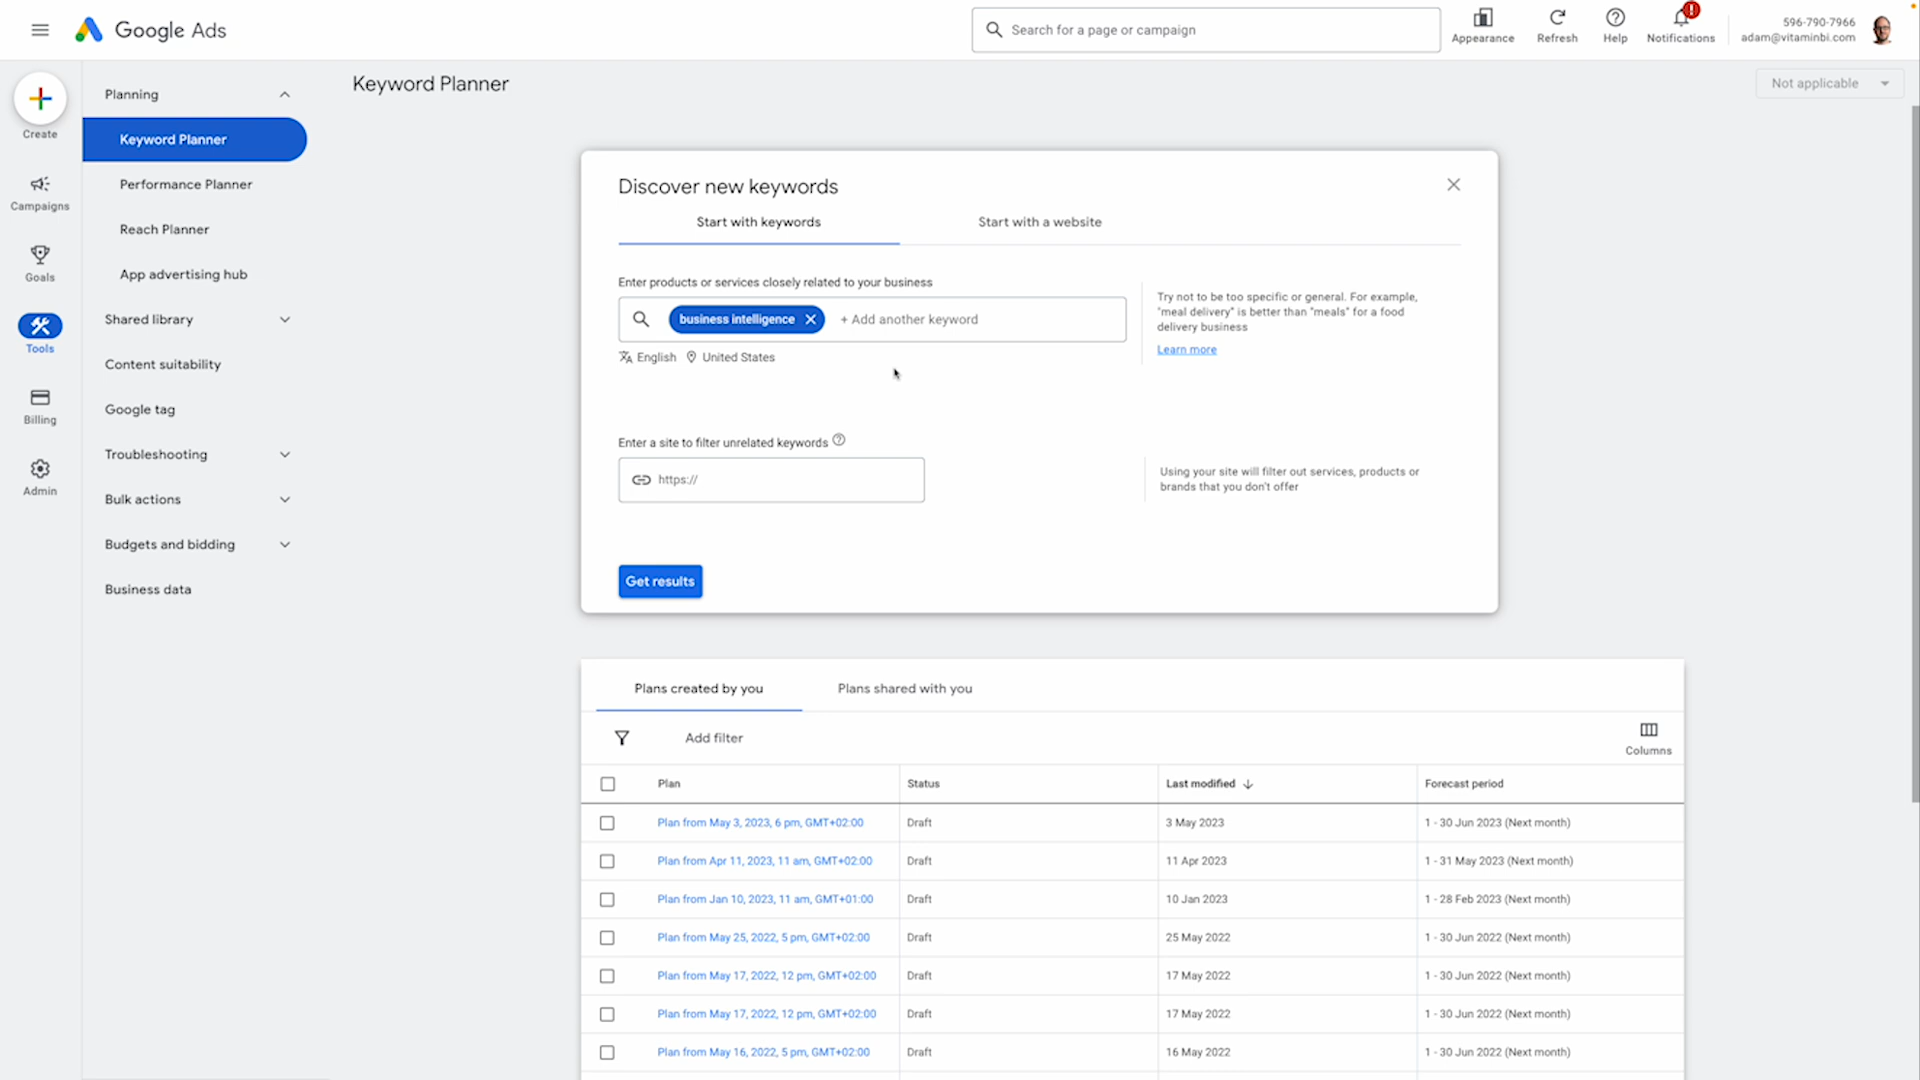 Google Ads
Search for a page or campaign
Appearance
Refresh
Help
!
Notifications
596-790-7966
adam@vitaminbi.com
Create
Campaigns
Goals
Tools
Billing
Admin
Planning
Keyword Planner
Performance Planner
Reach Planner
App advertising hub
Shared library
Content suitability
Google tag
Troubleshooting
Bulk actions
Budgets and bidding
Business data
Keyword Planner
Not applicable
Discover new keywords
Start with keywords
Start with a website
Enter products or services closely related to your business
business intelligence
+ Add another keyword
English
United States
Try not to be too specific or general. For example,
"meal delivery" is better than "meals" for a food
delivery business
Learn more
Enter a site to filter unrelated keywords
https://
Using your site will filter out services, products or
brands that you don't offer
Get results
Plans created by you
Plans shared with you
Add filter
Columns
Plan Status Last modified Forecast period
Plan from May 3, 2023, 6 pm, GMT+02:00 Draft 3 May 2023 1 - 30 Jun 2023 (Next month)
Plan from Apr 11, 2023, 11 am, GMT+02:00 Draft 11 Apr 2023 1 - 31 May 2023 (Next month)
Plan from Jan 10, 2023, 11 am, GMT+01:00 Draft 10 Jan 2023 1 - 28 Feb 2023 (Next month)
Plan from May 25, 2022, 5 pm, GMT+02:00 Draft 25 May 2022 1 - 30 Jun 2022 (Next month)
Plan from May 17, 2022, 12 pm, GMT+02:00 Draft 17 May 2022 1 - 30 Jun 2022 (Next month)
Plan from May 17, 2022, 12 pm, GMT+02:00 Draft 17 May 2022 1 - 30 Jun 2022 (Next month)
Plan from May 16, 2022, 5 pm, GMT+02:00 Draft 16 May 2022 1 - 30 Jun 2022 (Next month)